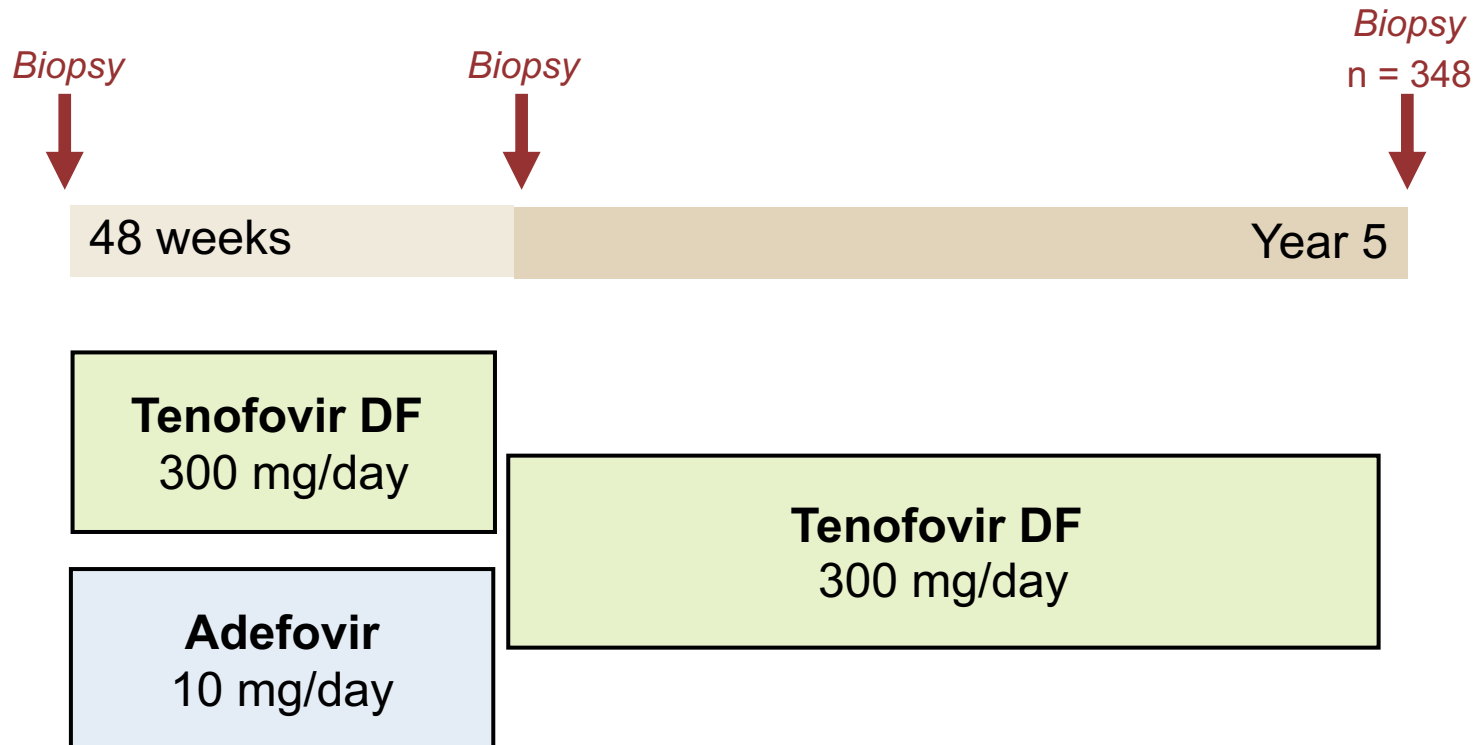 Biopsy
Biopsy
Biopsy
n = 348
48 weeks
Year 5
Tenofovir DF
300 mg/day
Tenofovir DF
300 mg/day
Adefovir
10 mg/day